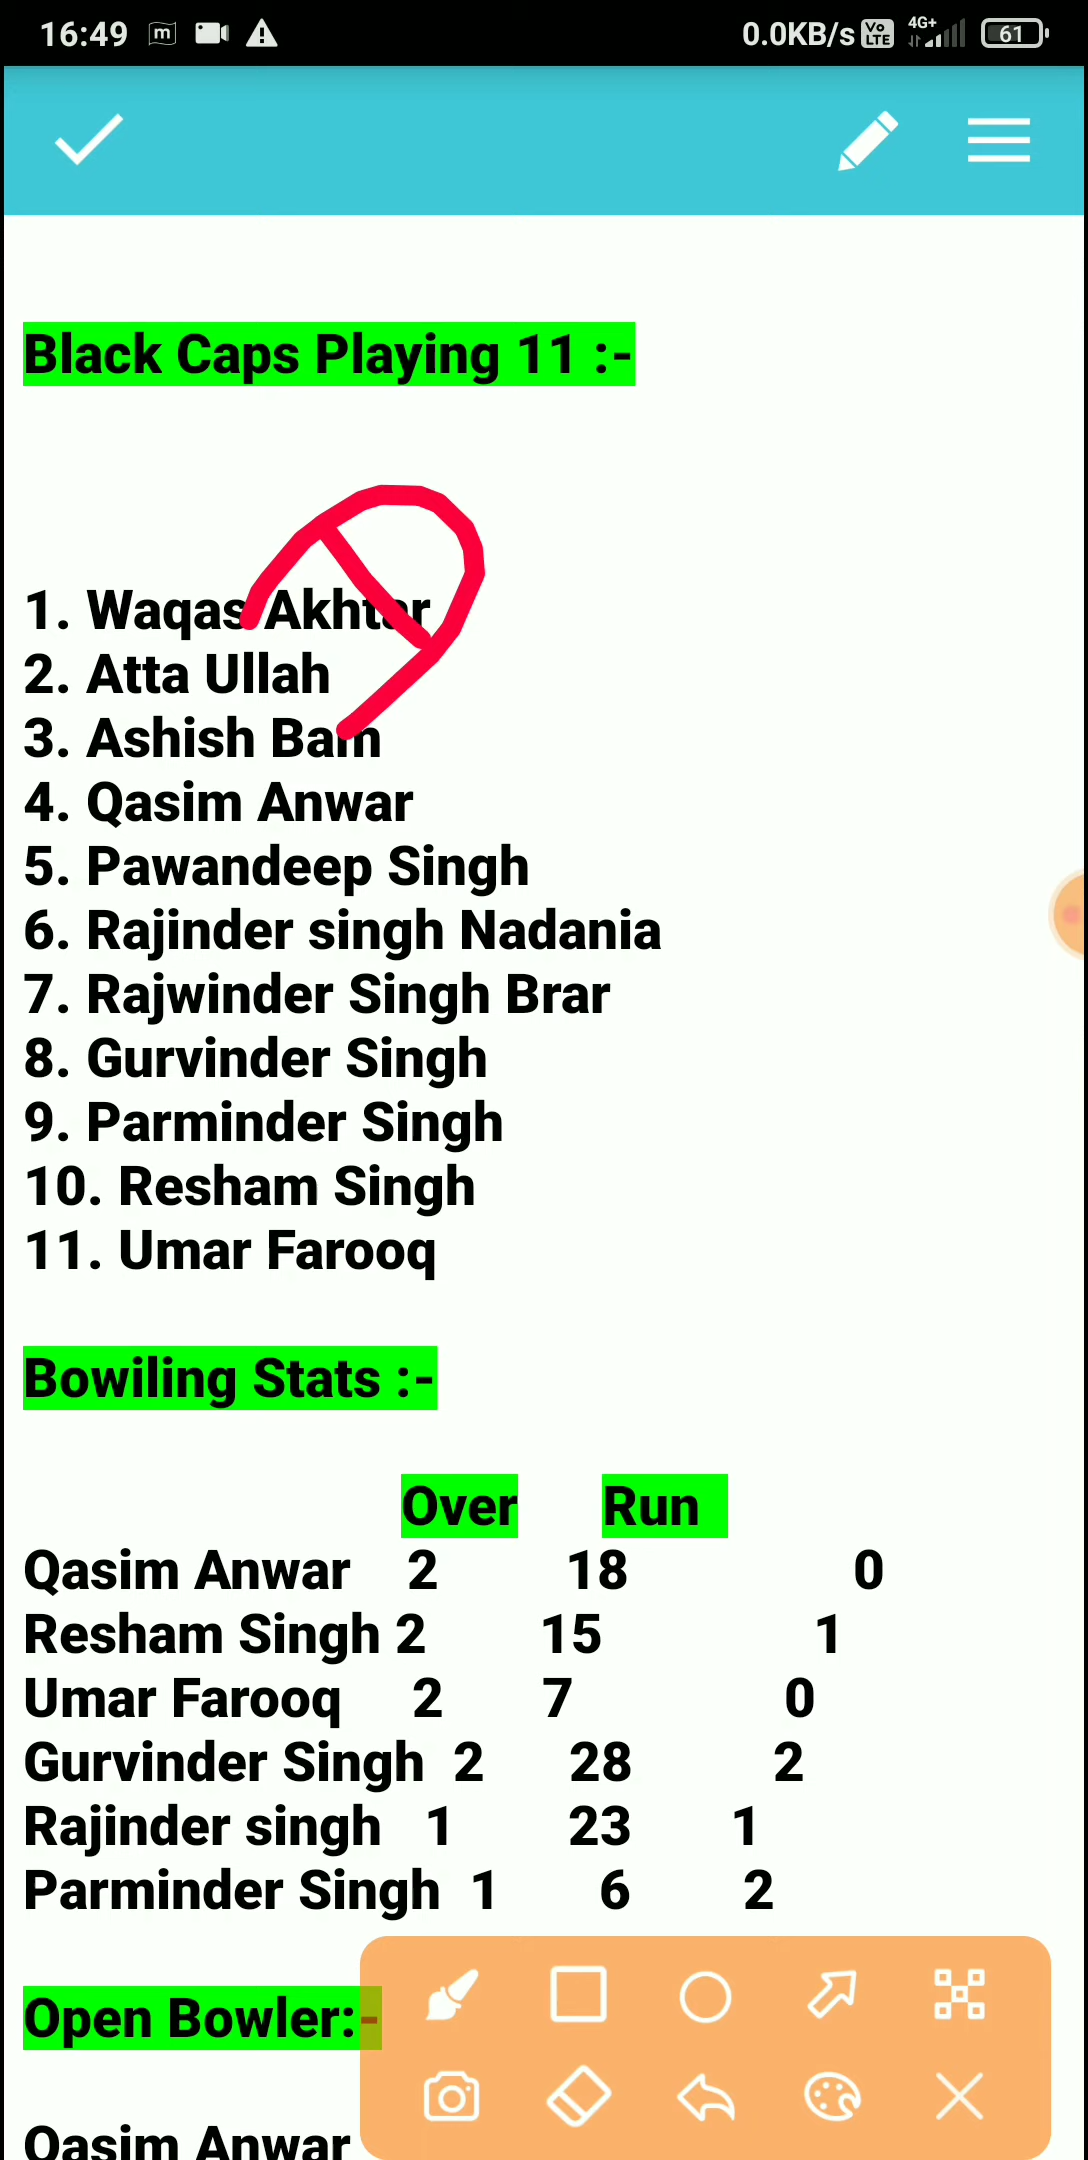 16:49 m 0.0KB/s Vo LTE 4G+ 61
Black Caps Playing 11 :-
1. Waqas Akhtar
2. Atta Ullah
3. Ashish Bam
4. Qasim Anwar
5. Pawandeep Singh
6. Rajinder singh Nadania
7. Rajwinder Singh Brar
8. Gurvinder Singh
9. Parminder Singh
10. Resham Singh
11. Umar Farooq
Bowiling Stats :-
Over Run
Qasim Anwar 2 18 0
Resham Singh 2 15 1
Umar Farooq 2 7 0
Gurvinder Singh 2 28 2
Rajinder singh 1 23 1
Parminder Singh 1 6 2
Open Bowler:-
Qasim Anwar